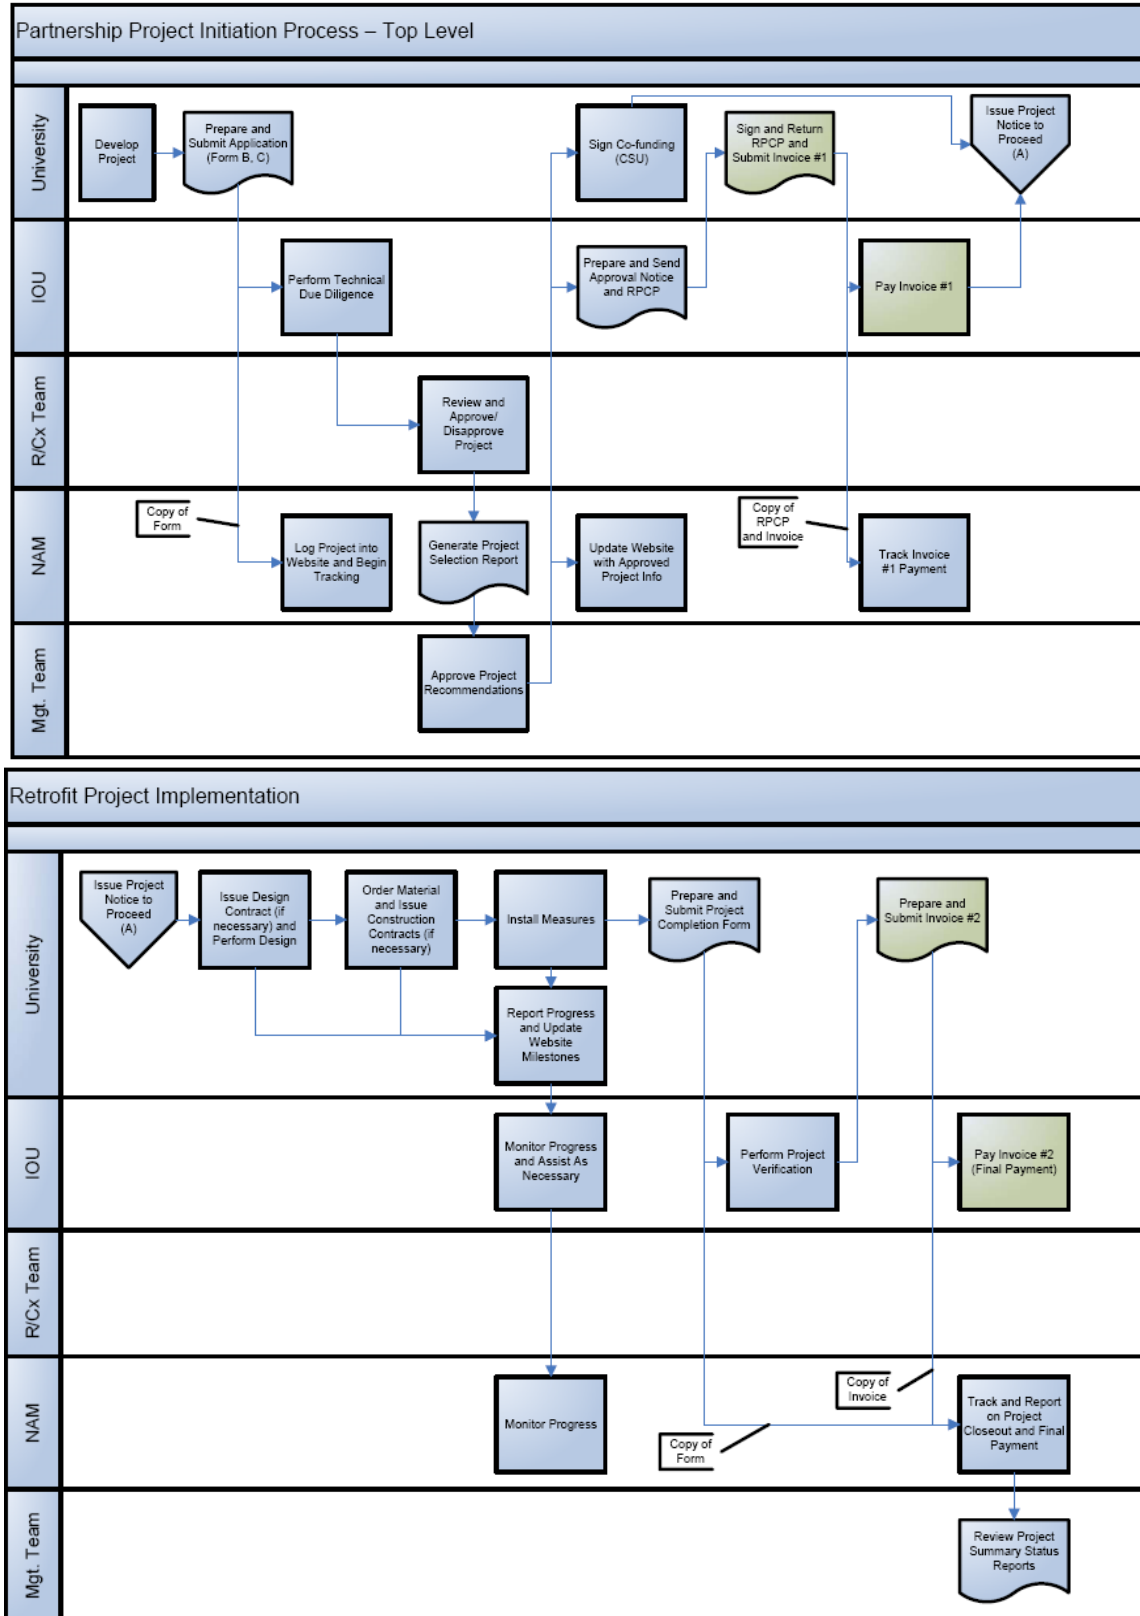 Partnership Project Initiation Process – Top Level
University
Develop
Project
Prepare and
Submit Application
(Form B, C)
Sign Co-funding
(CSU)
Sign and Return
RPCP and
Submit Invoice #1
Issue Project
Notice to
Proceed
(A)
IOU
Perform Technical
Due Diligence
Prepare and Send
Approval Notice
and RPCP
Pay Invoice #1
R/Cx Team
Review and
Approve/
Disapprove
Project
NAM
Copy of
Form
Log Project into
Website and Begin
Tracking
Generate Project
Selection Report
Update Website
with Approved
Project Info
Copy of
RPCP
and Invoice
Track Invoice
#1 Payment
Mgt. Team
Approve Project
Recommendations
Retrofit Project Implementation
University
Issue Project
Notice to
Proceed
(A)
Issue Design
Contract (if
necessary) and
Perform Design
Order Material
and Issue
Construction
Contracts (if
necessary)
Install Measures
Prepare and
Submit Project
Completion Form
Prepare and
Submit Invoice #2
Report Progress
and Update
Website
Milestones
IOU
Monitor Progress
and Assist As
Necessary
Perform Project
Verification
Pay Invoice #2
(Final Payment)
R/Cx Team
NAM
Monitor Progress
Copy of
Form
Copy of
Invoice
Track and Report
on Project
Closeout and Final
Payment
Mgt. Team
Review Project
Summary Status
Reports